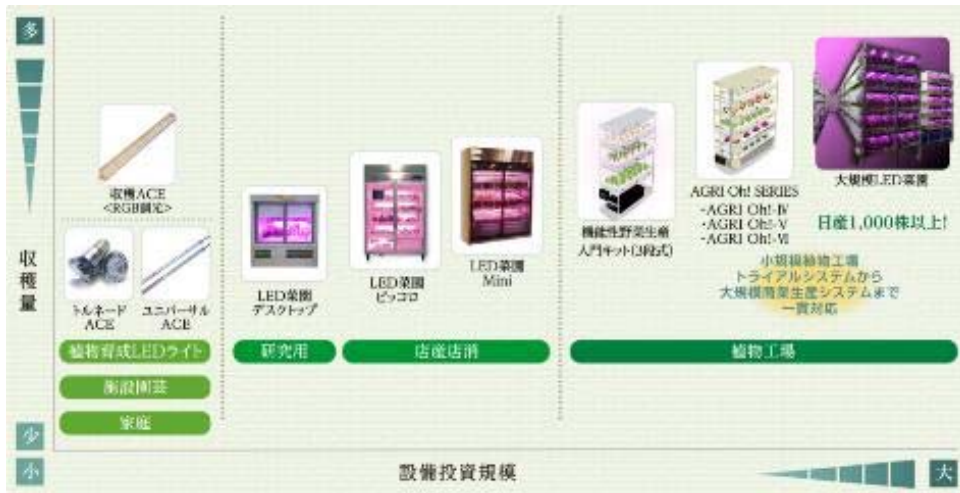 多
収穫量
少
小
設備投資規模
大
収穫ACE
<RGB調光>
トルネード
ACE
ユニバーサル
ACE
植物育成LEDライト
施設園芸
家庭
LED菜園
デスクトップ
研究用
LED菜園
ピッコロ
LED菜園
Mini
店産店消
機能性野菜生産
入門キット(3段式)
AGRI Oh! SERIES
-AGRI Oh!-Ⅳ
-AGRI Oh!-Ⅴ
-AGRI Oh!-Ⅵ
大規模LED菜園
日産1,000株以上!
小規模植物工場
トライアルシステムから
大規模商業生産システムまで
一貫対応
植物工場